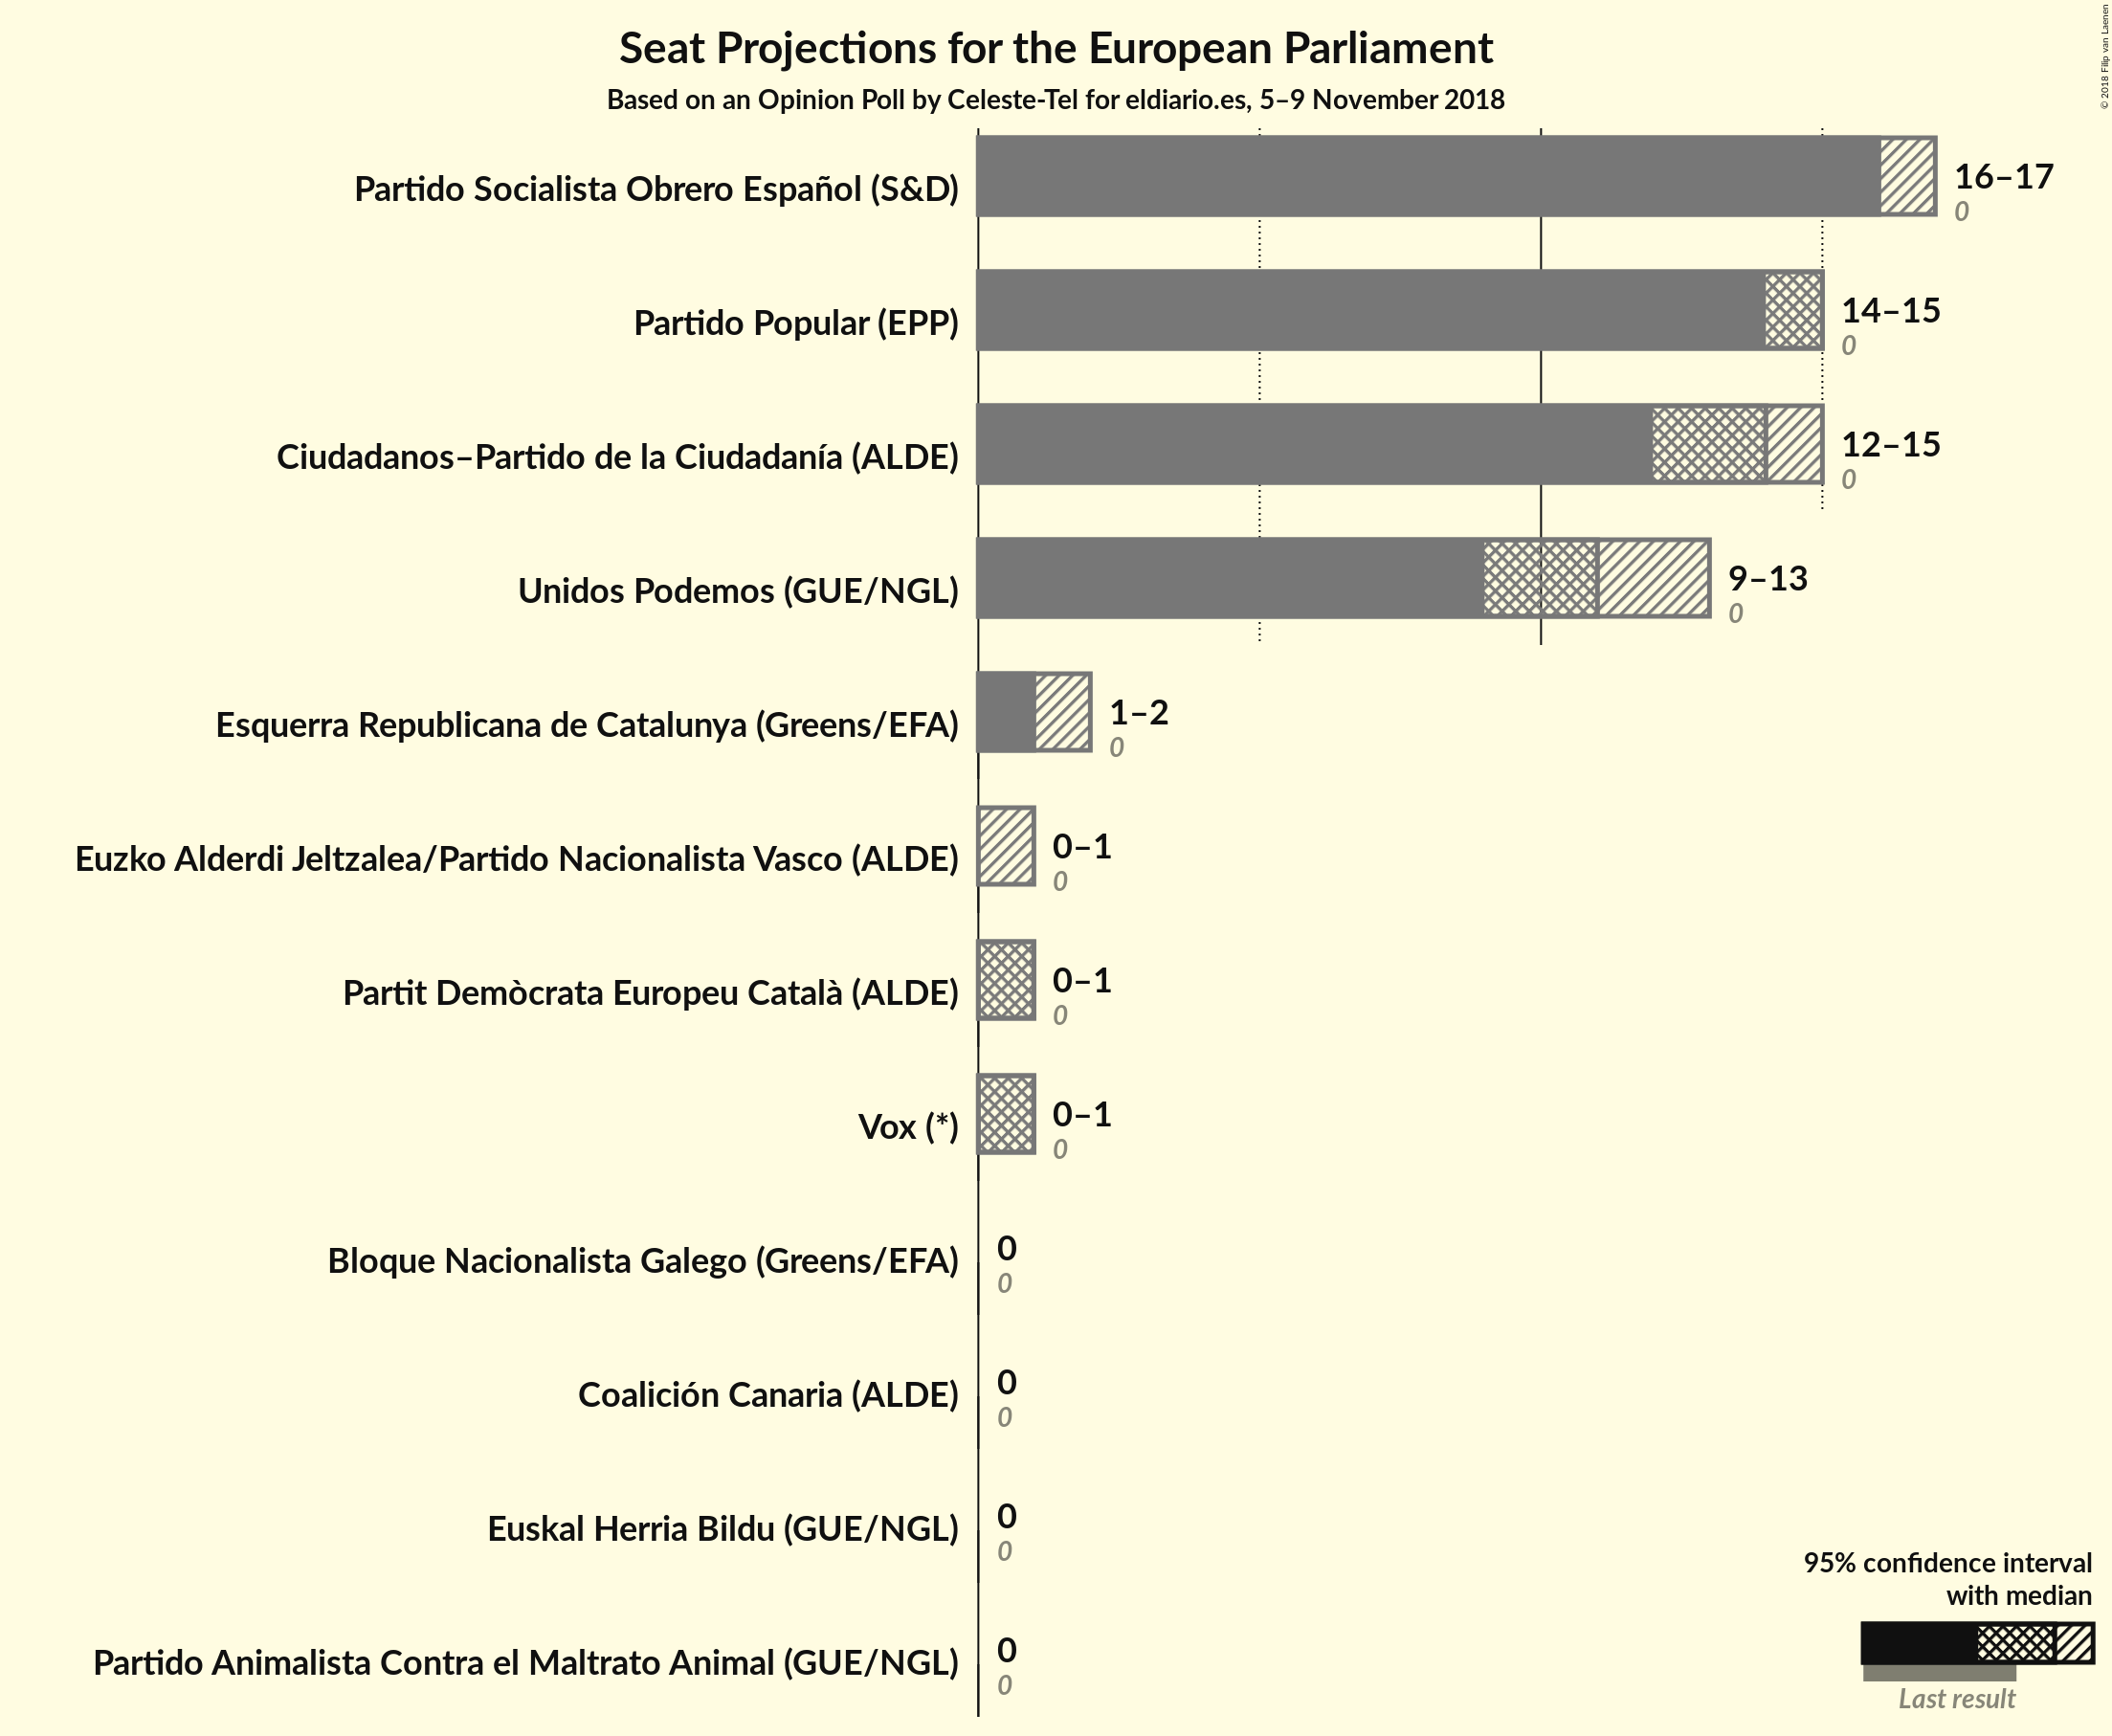 Seat Projections for the European Parliament
Based on an Opinion Poll by Celeste-Tel for eldiario.es, 5–9 November 2018
© 2018 Filip van Laenen
Partido Socialista Obrero Español (S&D)
16–17
0
Partido Popular (EPP)
14–15
0
Ciudadanos–Partido de la Ciudadanía (ALDE)
12–15
0
Unidos Podemos (GUE/NGL)
9–13
0
Esquerra Republicana de Catalunya (Greens/EFA)
1–2
0
Euzko Alderdi Jeltzalea/Partido Nacionalista Vasco (ALDE)
0–1
0
Partit Demòcrata Europeu Català (ALDE)
0–1
0
Vox (*)
0–1
0
Bloque Nacionalista Galego (Greens/EFA)
0
0
Coalición Canaria (ALDE)
0
0
Euskal Herria Bildu (GUE/NGL)
0
0
Partido Animalista Contra el Maltrato Animal (GUE/NGL)
0
0
95% confidence interval
with median
Last result